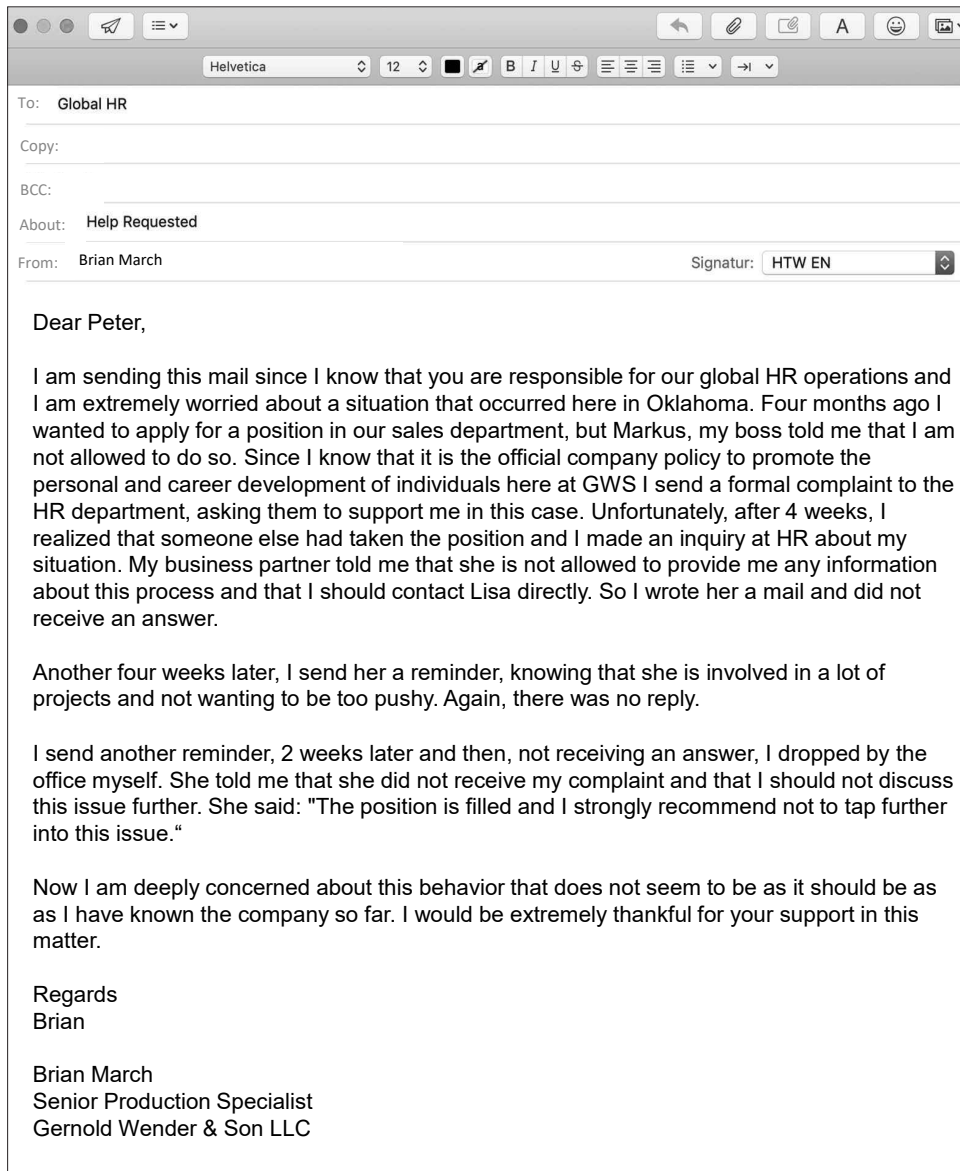 A
Helvetica
12
a
B I U S
To: Global HR
Copy:
BCC:
About: Help Requested
From: Brian March
Signatur: HTW EN
Dear Peter,
I am sending this mail since I know that you are responsible for our global HR operations and
I am extremely worried about a situation that occurred here in Oklahoma. Four months ago I
wanted to apply for a position in our sales department, but Markus, my boss told me that I am
not allowed to do so. Since I know that it is the official company policy to promote the
personal and career development of individuals here at GWS I send a formal complaint to the
HR department, asking them to support me in this case. Unfortunately, after 4 weeks, I
realized that someone else had taken the position and I made an inquiry at HR about my
situation. My business partner told me that she is not allowed to provide me any information
about this process and that I should contact Lisa directly. So I wrote her a mail and did not
receive an answer.
Another four weeks later, I send her a reminder, knowing that she is involved in a lot of
projects and not wanting to be too pushy. Again, there was no reply.
I send another reminder, 2 weeks later and then, not receiving an answer, I dropped by the
office myself. She told me that she did not receive my complaint and that I should not discuss
this issue further. She said: "The position is filled and I strongly recommend not to tap further
into this issue.“
Now I am deeply concerned about this behavior that does not seem to be as it should be as
as I have known the company so far. I would be extremely thankful for your support in this
matter.
Regards
Brian
Brian March
Senior Production Specialist
Gernold Wender & Son LLC